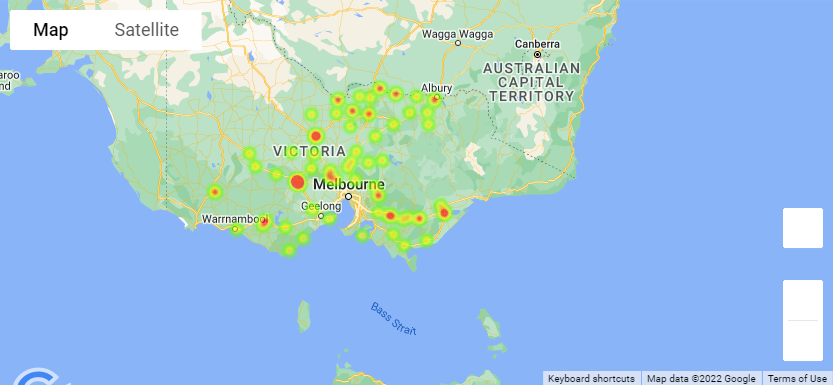 Map
Satellite
Wagga Wagga
Canberra
AUSTRALIAN
CAPITAL
TERRITORY
Albury
VICTORIA
Melbourne
Geelong
Bass Strait
Keyboard shortcuts
Map data ©2022 Google
Terms of Use